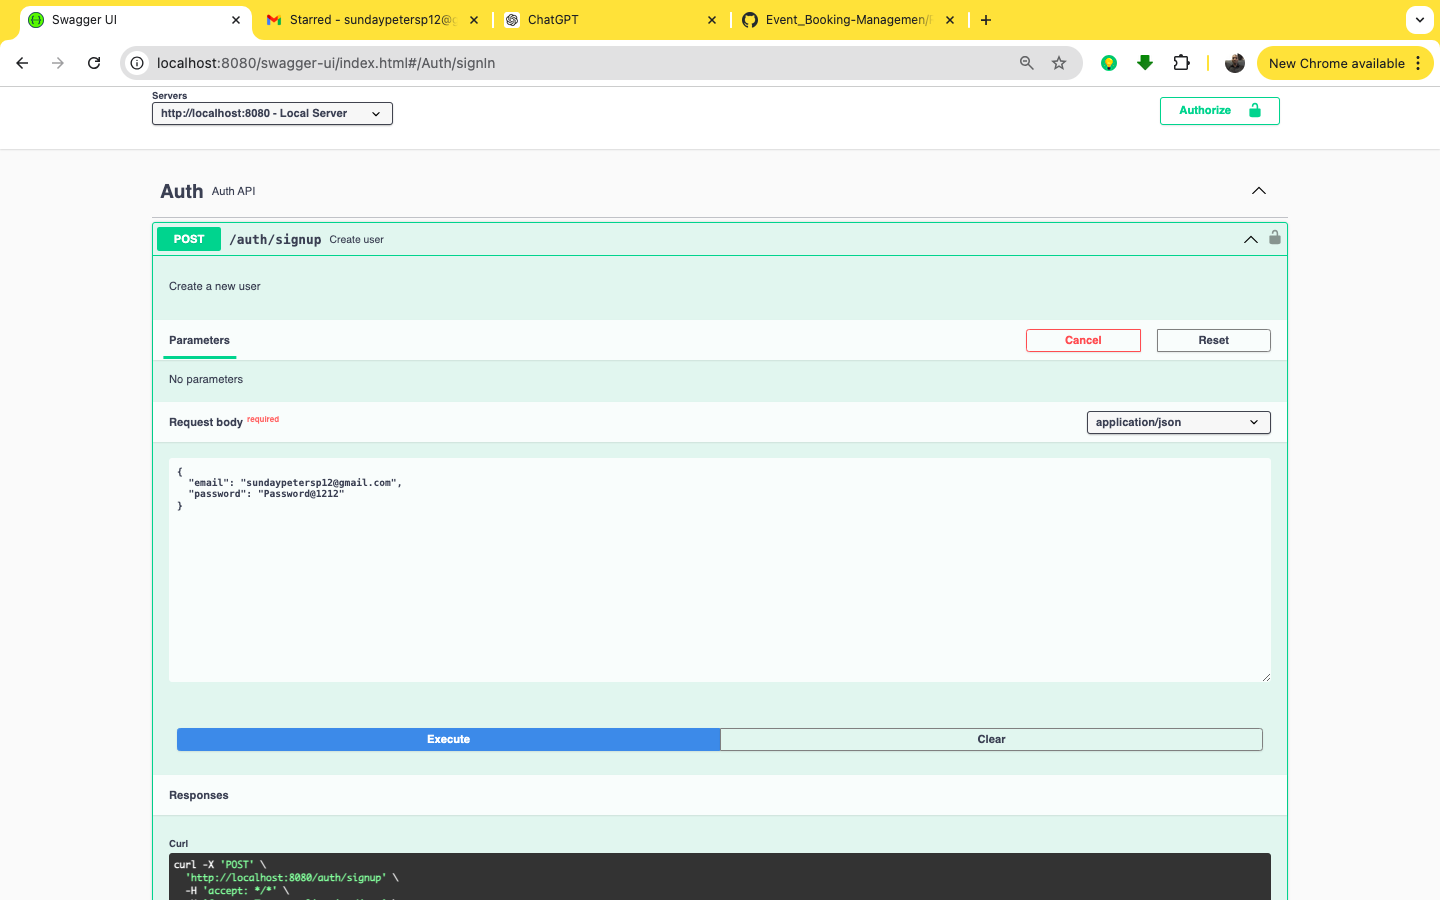 Swagger UI
Starred - sundaypetersp12@g
ChatGPT
Event_Booking-Managemen/
localhost:8080/swagger-ui/index.html#/Auth/signIn
New Chrome available
Servers
http://localhost:8080 - Local Server
Authorize
Auth Auth API
POST /auth/signup Create user
Create a new user
Parameters
Cancel
Reset
No parameters
Request body required
application/json
{
"email": "sundaypetersp12@gmail.com",
"password": "Password@1212"
}
Execute
Clear
Responses
Curl
curl -X 'POST' \
'http://localhost:8080/auth/signup' \
-H 'accept: */*' \